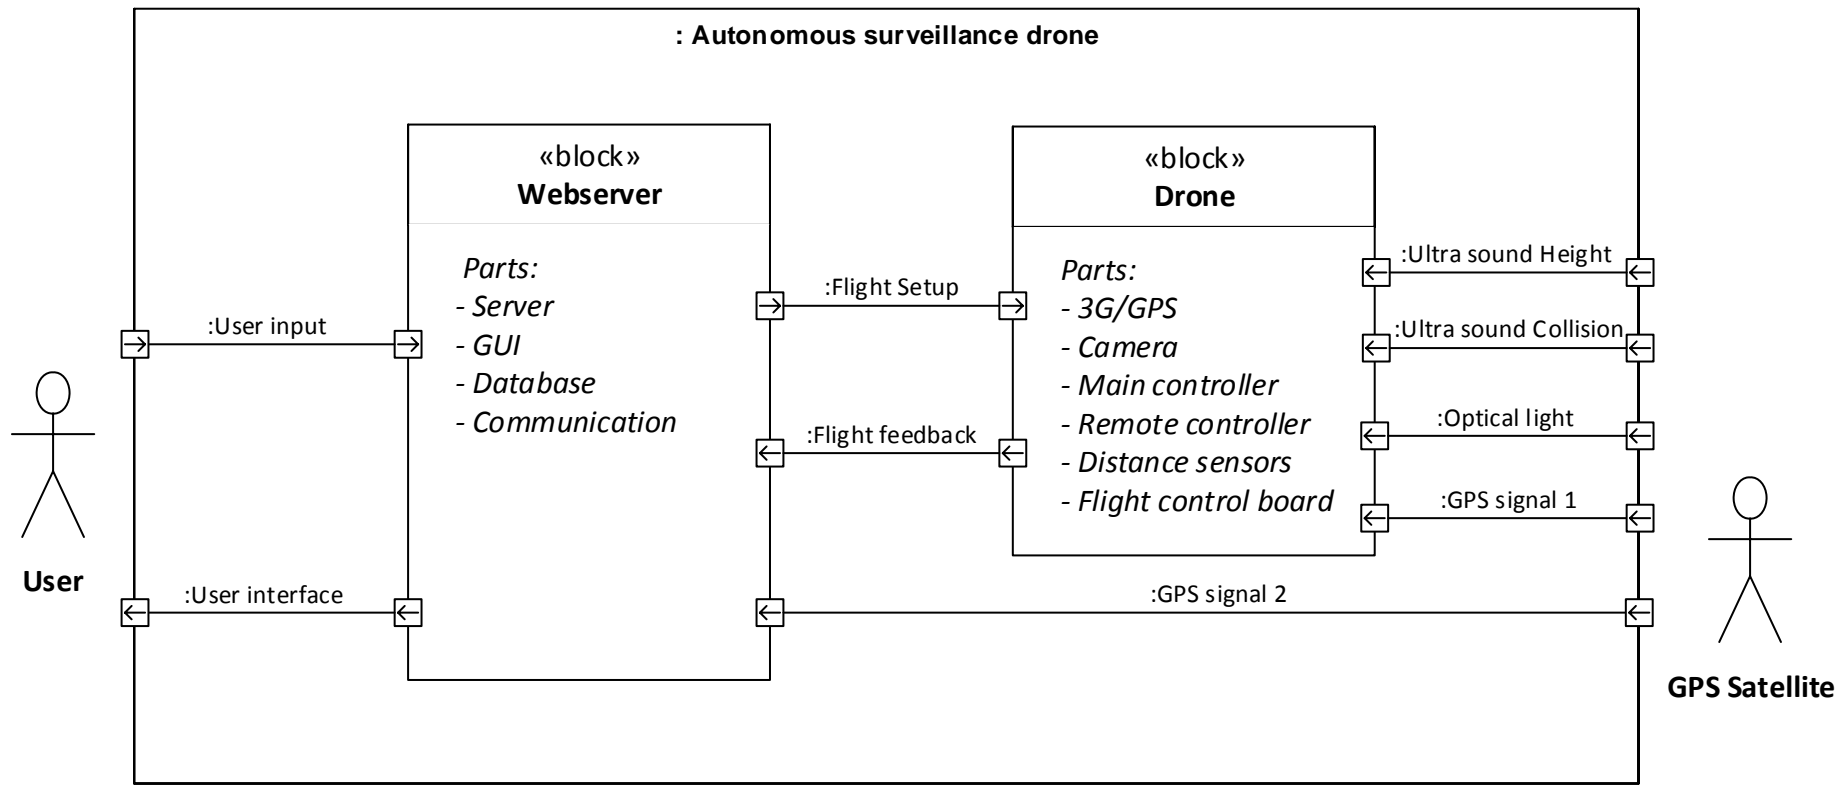 : Autonomous surveillance drone
«block»
Webserver
Parts:
- Server
- GUI
- Database
- Communication
«block»
Drone
Parts:
- 3G/GPS
- Camera
- Main controller
- Remote controller
- Distance sensors
- Flight control board
:User input
:User interface
:Flight Setup
:Flight feedback
:Ultra sound Height
:Ultra sound Collision
:Optical light
:GPS signal 1
:GPS signal 2
User
GPS Satellite